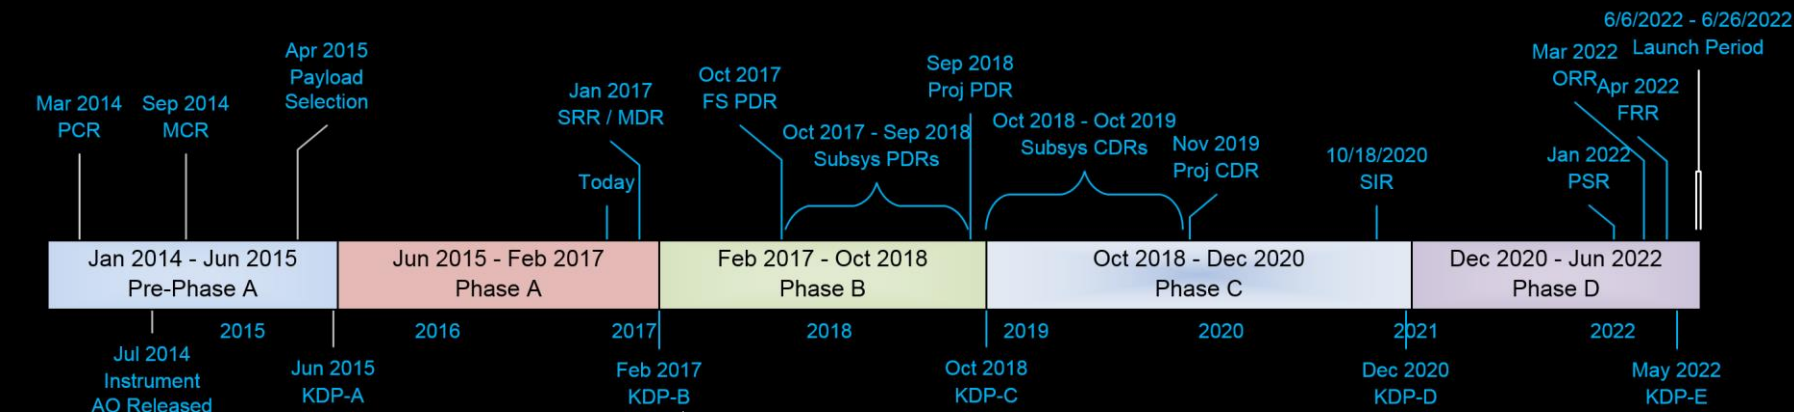 6/6/2022 - 6/26/2022
Launch Period
Apr 2015
Payload
Selection
Mar 2014
PCR
Sep 2014
MCR
Jan 2017
SRR / MDR
Today
Oct 2017
FS PDR
Oct 2017 - Sep 2018
Subsys PDRs
Sep 2018
Proj PDR
Oct 2018 - Oct 2019
Subsys CDRs
Nov 2019
Proj CDR
10/18/2020
SIR
Mar 2022
ORR
Apr 2022
FRR
Jan 2022
PSR
Jan 2014 - Jun 2015
Pre-Phase A
Jun 2015 - Feb 2017
Phase A
Feb 2017 - Oct 2018
Phase B
Oct 2018 - Dec 2020
Phase C
Dec 2020 - Jun 2022
Phase D
2015
2016
2017
2018
2019
2020
2021
2022
Jul 2014
Instrument
AO Released
Jun 2015
KDP-A
Feb 2017
KDP-B
Oct 2018
KDP-C
Dec 2020
KDP-D
May 2022
KDP-E